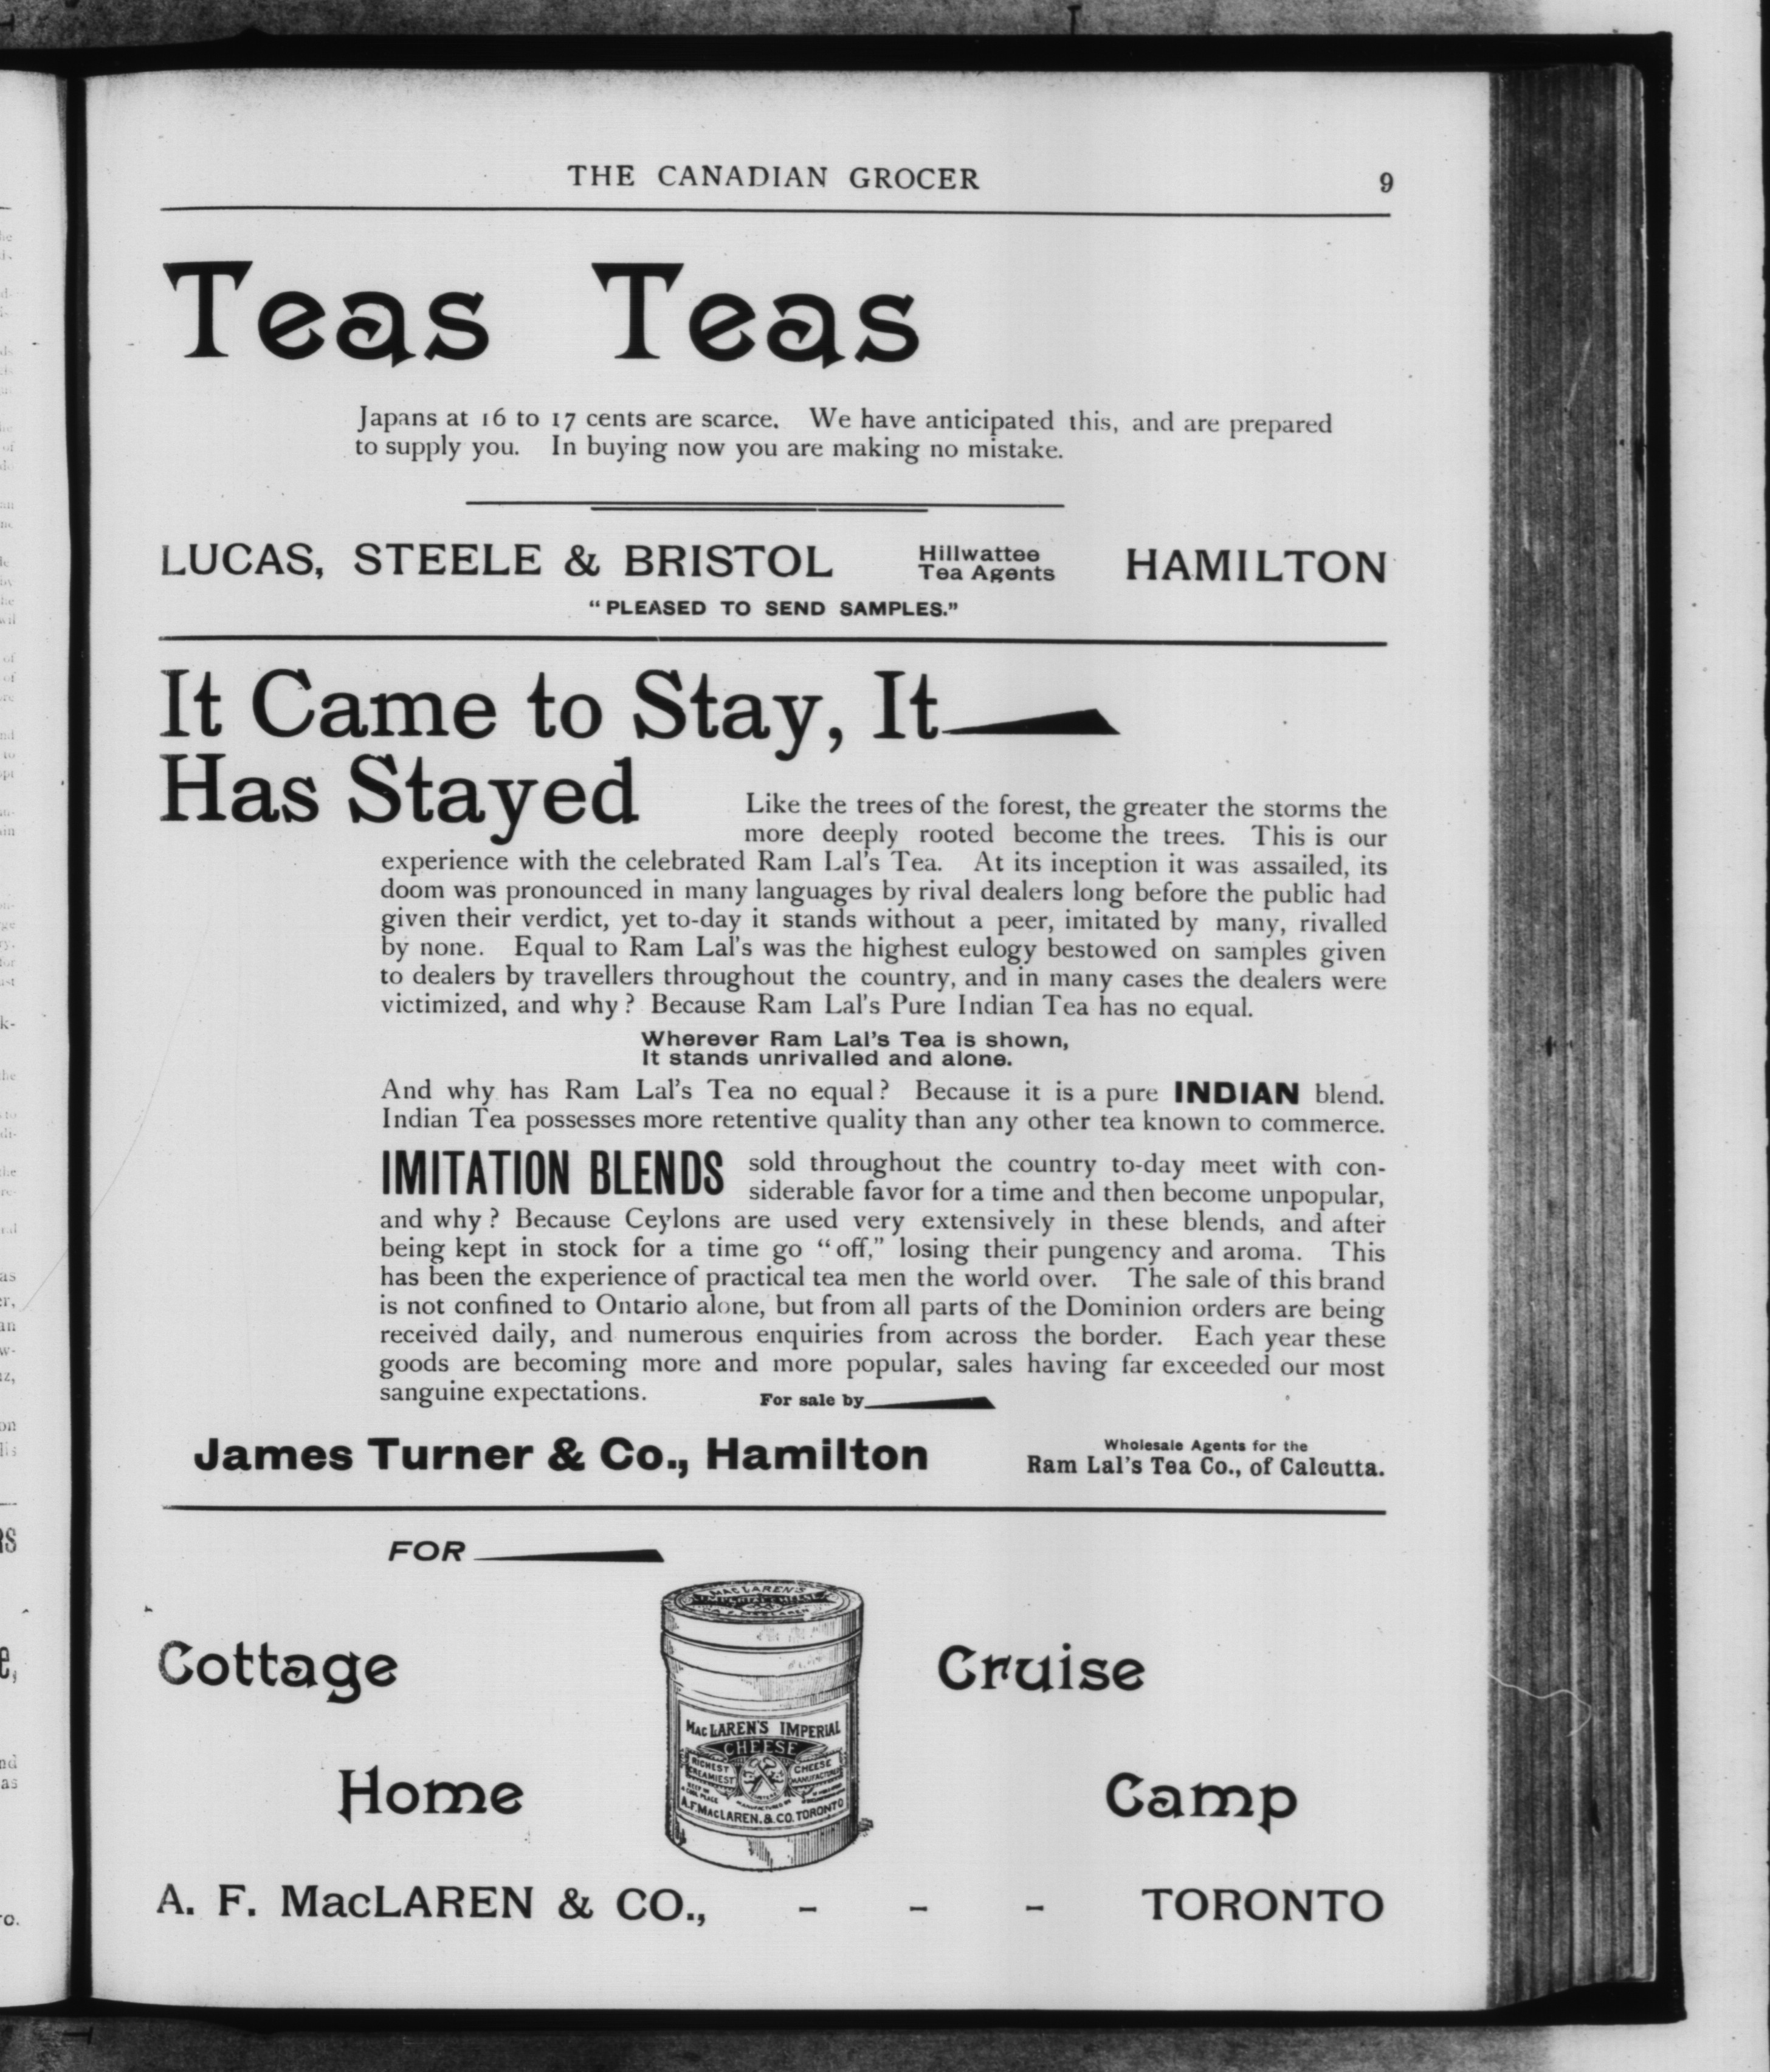 THE CANADIAN GROCER 9
Teas Teas
Japans at 16 to 17 cents are scarce. We have anticipated this, and are prepared
to supply you. In buying now you are making no mistake.
LUCAS, STEELE & BRISTOL Hillwattee Tea Agents HAMILTON
"PLEASED TO SEND SAMPLES."
It Came to Stay, It
Has Stayed
Like the trees of the forest, the greater the storms the
more deeply rooted become the trees. This is our
experience with the celebrated Ram Lal's Tea. At its inception it was assailed, its
doom was pronounced in many languages by rival dealers long before the public had
given their verdict, yet to-day it stands without a peer, imitated by many, rivalled
by none. Equal to Ram Lal's was the highest eulogy bestowed on samples given
to dealers by travellers throughout the country, and in many cases the dealers were
victimized, and why? Because Ram Lal's Pure Indian Tea has no equal.
Wherever Ram Lal's Tea is shown,
It stands unrivalled and alone.
And why has Ram Lal's Tea no equal? Because it is a pure INDIAN blend.
Indian Tea possesses more retentive quality than any other tea known to commerce.
IMITATION BLENDS sold throughout the country to-day meet with con-
siderable favor for a time and then become unpopular,
and why? Because Ceylons are used very extensively in these blends, and after
being kept in stock for a time go "off," losing their pungency and aroma. This
has been the experience of practical tea men the world over. The sale of this brand
is not confined to Ontario alone, but from all parts of the Dominion orders are being
received daily, and numerous enquiries from across the border. Each year these
goods are becoming more and more popular, sales having far exceeded our most
sanguine expectations. For sale by
James Turner & Co., Hamilton
Wholesale Agents for the
Ram Lal's Tea Co., of Calcutta.
FOR
MACLAREN'S
Cottage
Cruise
MACLAREN'S IMPERIAL
CHEESE
RICHEST CREAMIEST
CHEESE MANUFACTURED
KEEP IN A COOL PLACE
MANUFACTURED BY
A.F. MACLAREN. & CO. TORONTO
Home
Camp
A. F. MacLAREN & CO., - - - TORONTO